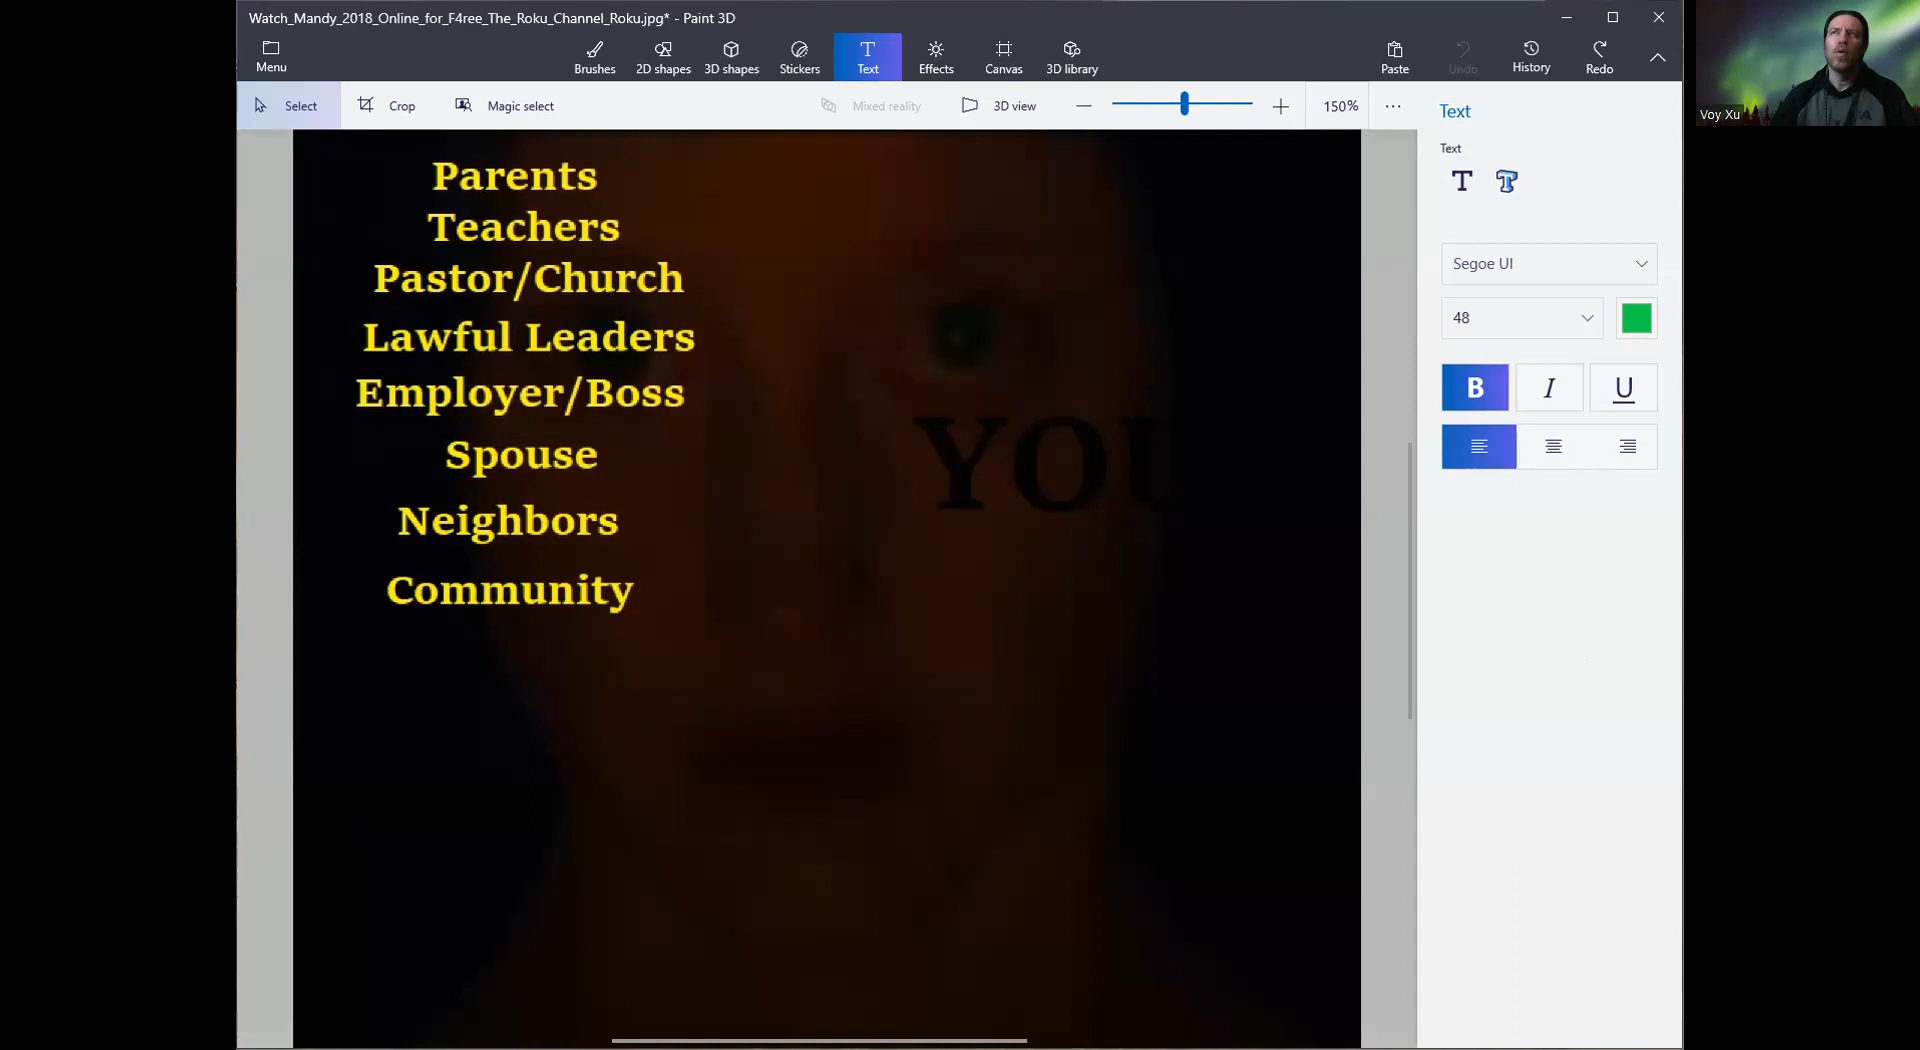 Watch_Mandy_2018_Online_for_F4ree_The_Roku_Channel_Roku.jpg* - Paint 3D
Menu
Brushes
2D shapes
3D shapes
Stickers
Text
Effects
Canvas
3D library
Paste
Undo
History
Redo
Select
Crop
Magic select
Mixed reality
3D view
150%
Voy Xu
Text
Text
Segoe UI
48
B I U
Parents
Teachers
Pastor/Church
Lawful Leaders
Employer/Boss
Spouse
Neighbors
Community
YOU